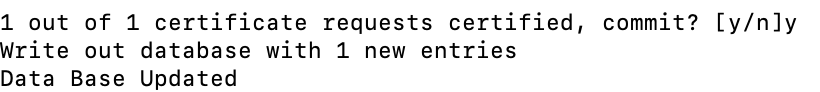 1 out of 1 certificate requests certified, commit? [y/n]y
Write out database with 1 new entries
Data Base Updated